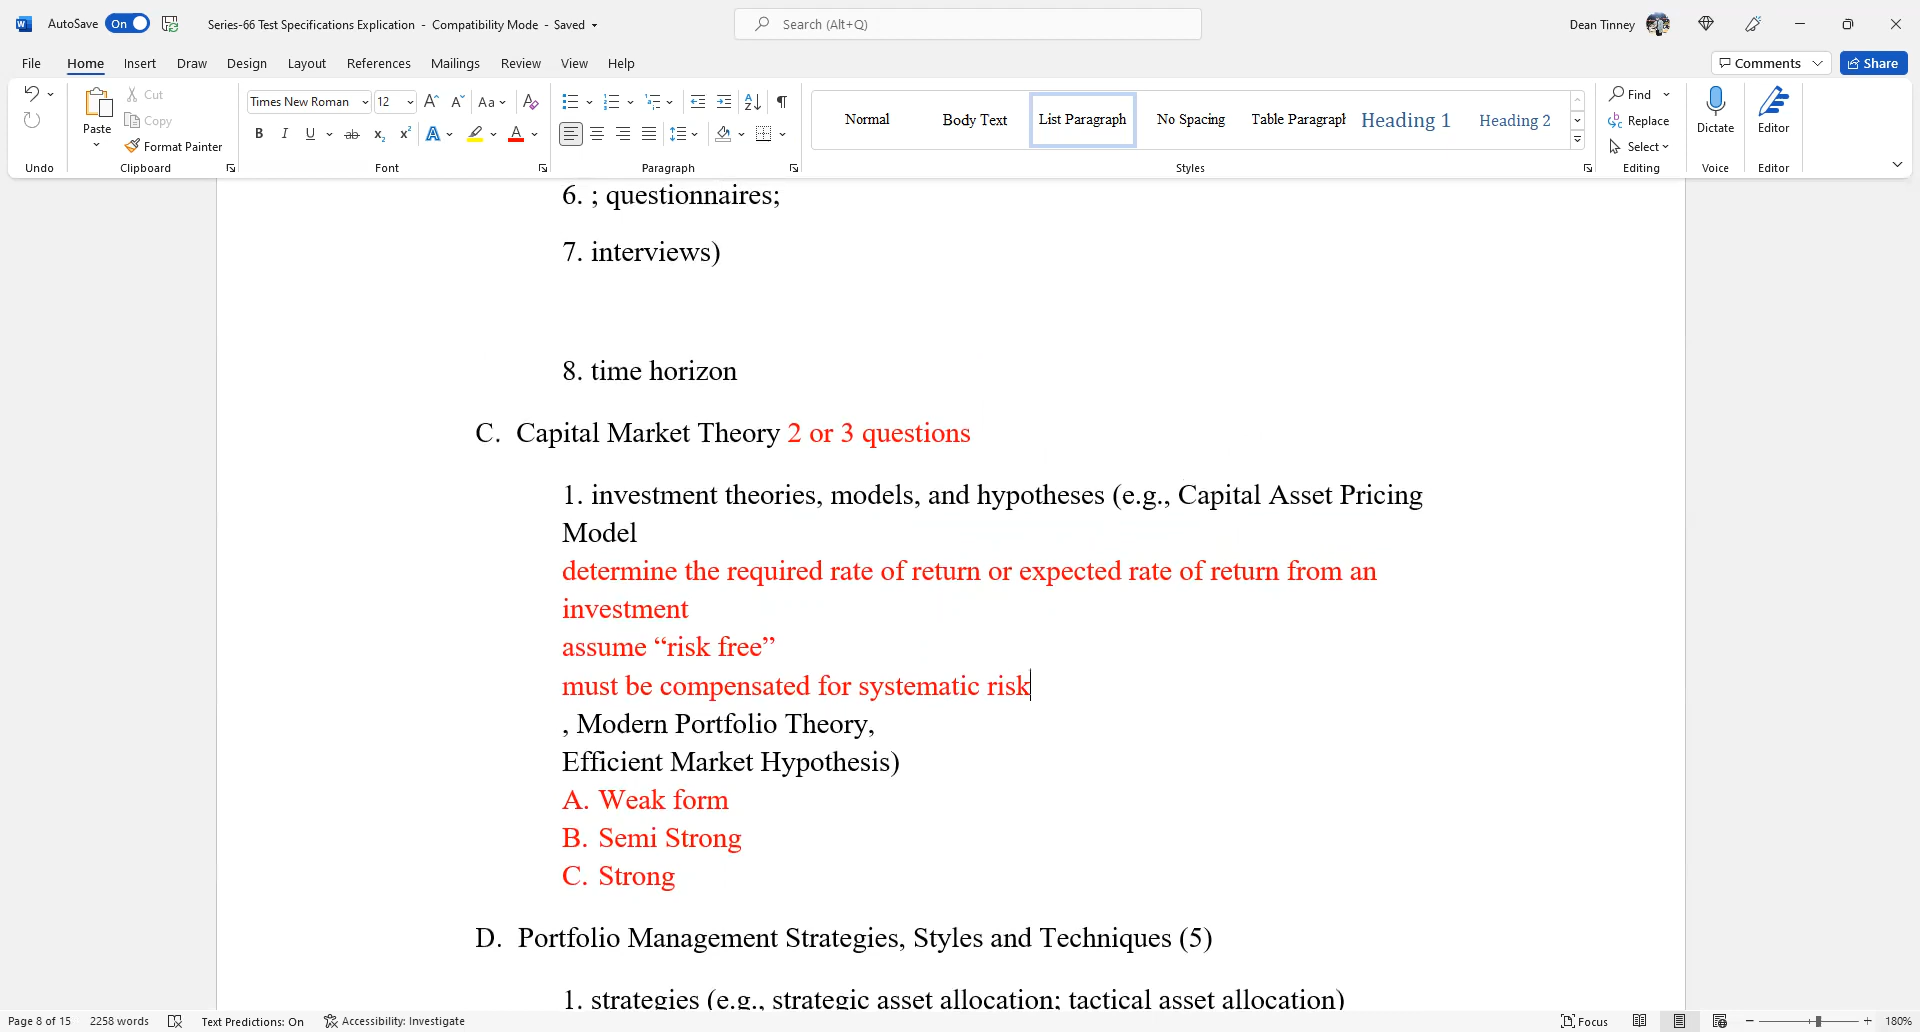 AutoSave On Series-66 Test Specifications Explication - Compatibility Mode - Saved Search (Alt+Q) Dean Tinney
File Home Insert Draw Design Layout References Mailings Review View Help Comments Share
Times New Roman 12 Aa
Paste Cut Copy Format Painter
B I U ab x₂ x² A A
Normal Body Text List Paragraph No Spacing Table Paragraph Heading 1 Heading 2
Find Replace Select Dictate Editor
Undo Clipboard Font Paragraph Styles Editing Voice Editor
6. ; questionnaires;
7. interviews)
8. time horizon
C. Capital Market Theory 2 or 3 questions
1. investment theories, models, and hypotheses (e.g., Capital Asset Pricing
Model
determine the required rate of return or expected rate of return from an
investment
assume “risk free”
must be compensated for systematic risk
, Modern Portfolio Theory,
Efficient Market Hypothesis)
A. Weak form
B. Semi Strong
C. Strong
D. Portfolio Management Strategies, Styles and Techniques (5)
1. strategies (e.g., strategic asset allocation; tactical asset allocation)
Page 8 of 15 2258 words Text Predictions: On Accessibility: Investigate Focus 180%